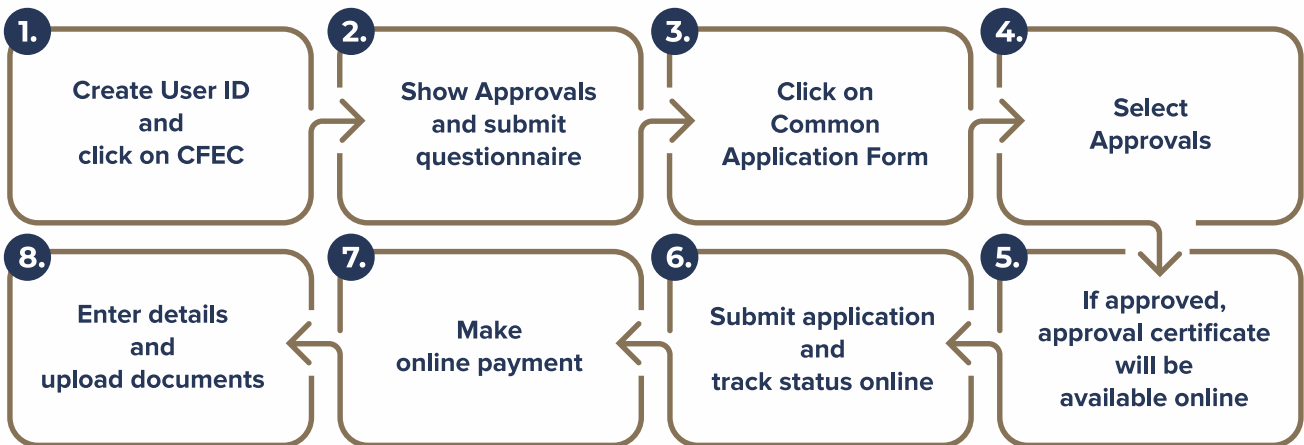 1.
Create User ID
and
click on CFEC
2.
Show Approvals
and submit
questionnaire
3.
Click on
Common
Application Form
4.
Select
Approvals
5.
If approved,
approval certificate
will be
available online
6.
Submit application
and
track status online
7.
Make
online payment
8.
Enter details
and
upload documents